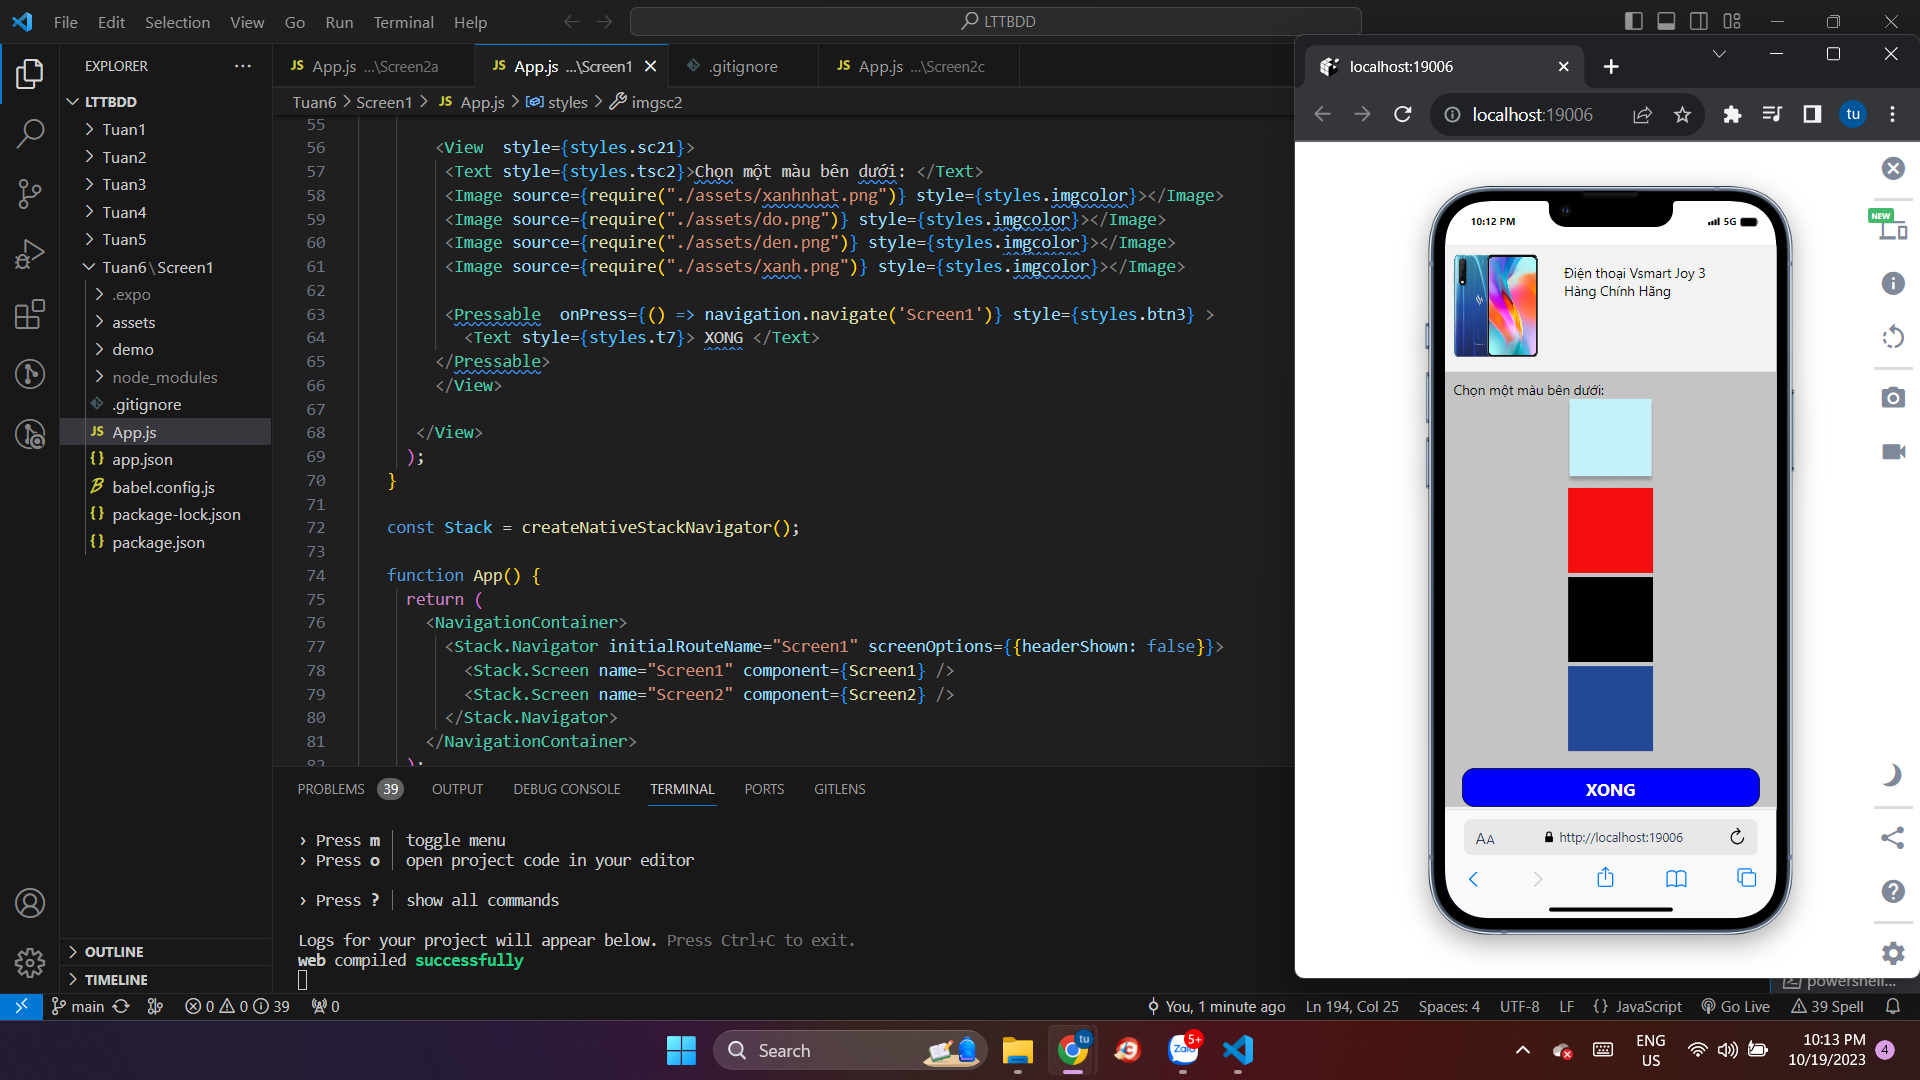 File Edit Selection View Go Run Terminal Help
LTTBDD
EXPLORER
LTTBDD
Tuan1
Tuan2
Tuan3
Tuan4
Tuan5
Tuan6\Screen1
.expo
assets
demo
node_modules
.gitignore
JS App.js
{} app.json
babel.config.js
{} package-lock.json
{} package.json
OUTLINE
TIMELINE
JS App.js ...\Screen2a
JS App.js ...\Screen1
.gitignore
JS App.js ...\Screen2c
Tuan6 > Screen1 > JS App.js > styles > imgsc2
55
56 <View  style={styles.sc21}>
57 <Text style={styles.tsc2}>Chọn một màu bên dưới: </Text>
58 <Image source={require("./assets/xanhnhat.png")} style={styles.imgcolor}></Image>
59 <Image source={require("./assets/do.png")} style={styles.imgcolor}></Image>
60 <Image source={require("./assets/den.png")} style={styles.imgcolor}></Image>
61 <Image source={require("./assets/xanh.png")} style={styles.imgcolor}></Image>
62
63 <Pressable  onPress={() => navigation.navigate('Screen1')} style={styles.btn3} >
64 <Text style={styles.t7}> XONG </Text>
65 </Pressable>
66 </View>
67
68 </View>
69 );
70 }
71
72 const Stack = createNativeStackNavigator();
73
74 function App() {
75 return (
76 <NavigationContainer>
77 <Stack.Navigator initialRouteName="Screen1" screenOptions={{headerShown: false}}>
78 <Stack.Screen name="Screen1" component={Screen1} />
79 <Stack.Screen name="Screen2" component={Screen2} />
80 </Stack.Navigator>
81 </NavigationContainer>
82 );
PROBLEMS 39 OUTPUT DEBUG CONSOLE TERMINAL PORTS GITLENS
› Press m │ toggle menu
› Press o │ open project code in your editor
› Press ? │ show all commands
Logs for your project will appear below. Press Ctrl+C to exit.
web compiled successfully
powershell...
main 0 0 39 0 You, 1 minute ago Ln 194, Col 25 Spaces: 4 UTF-8 LF {} JavaScript Go Live 39 Spell
localhost:19006
localhost:19006
tu
NEW
10:12 PM 5G
Điện thoại Vsmart Joy 3
Hàng Chính Hãng
Chọn một màu bên dưới:
XONG
AA http://localhost:19006
Search
tu
Zalo
5+
ENG
US
10:13 PM
10/19/2023
4